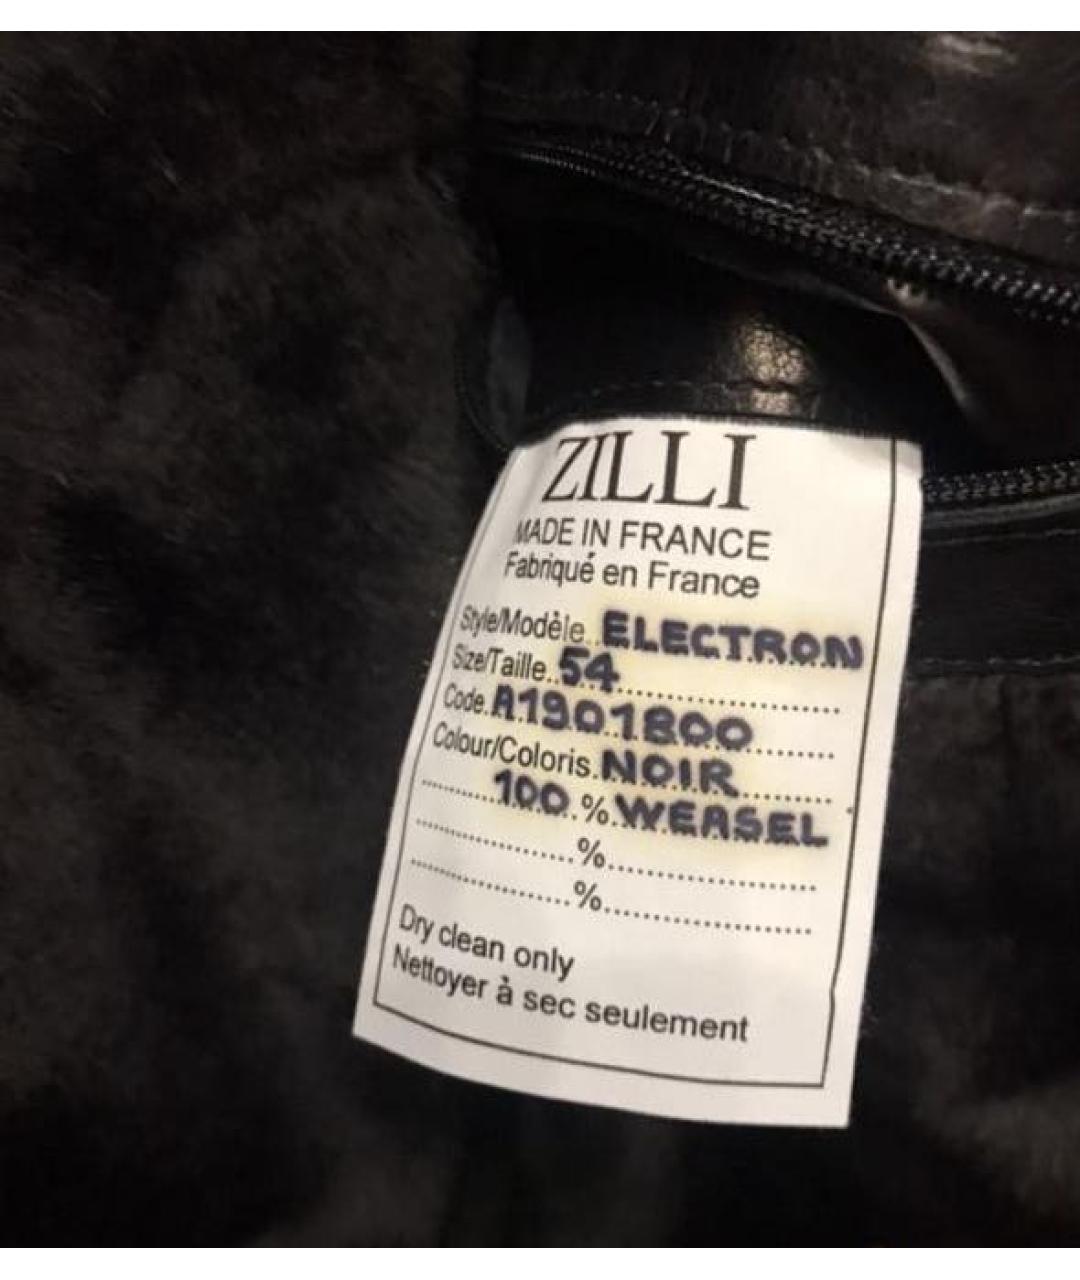 ZILLI
MADE IN FRANCE
Fabriqué en France
Style/Modèle..ELECTRON
Size/Taille..54
Code.A1901800
Colour/Coloris.NOIR
100.%.WEASEL
%
%
Dry clean only
Nettoyer à sec seulement